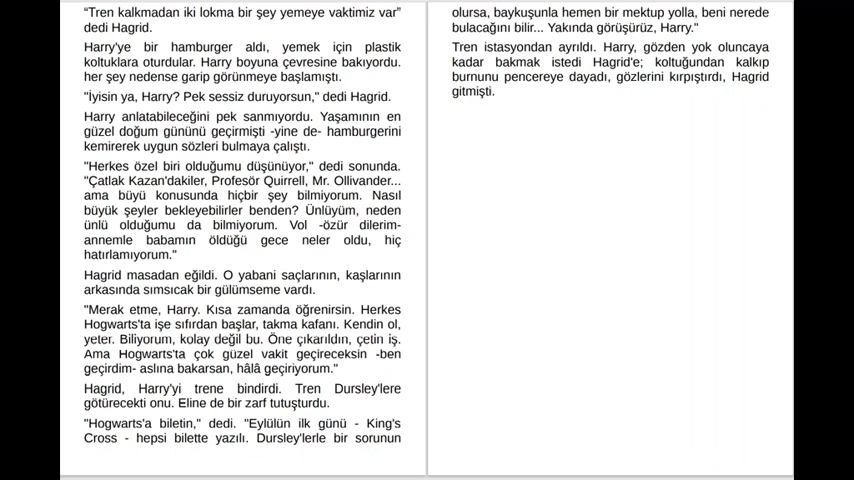 “Tren kalkmadan iki lokma bir şey yemeye vaktimiz var”
dedi Hagrid.
Harry'ye bir hamburger aldı, yemek için plastik
koltuklara oturdular. Harry boyuna çevresine bakıyordu.
her şey nedense garip görünmeye başlamıştı.
"İyisin ya, Harry? Pek sessiz duruyorsun," dedi Hagrid.
Harry anlatabileceğini pek sanmıyordu. Yaşamının en
güzel doğum gününü geçirmişti -yine de- hamburgerini
kemirerek uygun sözleri bulmaya çalıştı.
"Herkes özel biri olduğumu düşünüyor," dedi sonunda.
"Çatlak Kazan'dakiler, Profesör Quirrell, Mr. Ollivander...
ama büyü konusunda hiçbir şey bilmiyorum. Nasıl
büyük şeyler bekleyebilirler benden? Ünlüyüm, neden
ünlü olduğumu da bilmiyorum. Vol -özür dilerim-
annemle babamın öldüğü gece neler oldu, hiç
hatırlamıyorum."
Hagrid masadan eğildi. O yabani saçlarının, kaşlarının
arkasında sımsıcak bir gülümseme vardı.
"Merak etme, Harry. Kısa zamanda öğrenirsin. Herkes
Hogwarts'ta işe sıfırdan başlar, takma kafanı. Kendin ol,
yeter. Biliyorum, kolay değil bu. Öne çıkarıldın, çetin iş.
Ama Hogwarts'ta çok güzel vakit geçireceksin -ben
geçirdim- aslına bakarsan, hâlâ geçiriyorum."
Hagrid, Harry'yi trene bindirdi. Tren Dursley'lere
götürecekti onu. Eline de bir zarf tutuşturdu.
"Hogwarts'a biletin," dedi. "Eylülün ilk günü - King's
Cross - hepsi bilette yazılı. Dursley'lerle bir sorunun
olursa, baykuşunla hemen bir mektup yolla, beni nerede
bulacağını bilir... Yakında görüşürüz, Harry."
Tren istasyondan ayrıldı. Harry, gözden yok oluncaya
kadar bakmak istedi Hagrid'e; koltuğundan kalkıp
burnunu pencereye dayadı, gözlerini kırpıştırdı, Hagrid
gitmişti.